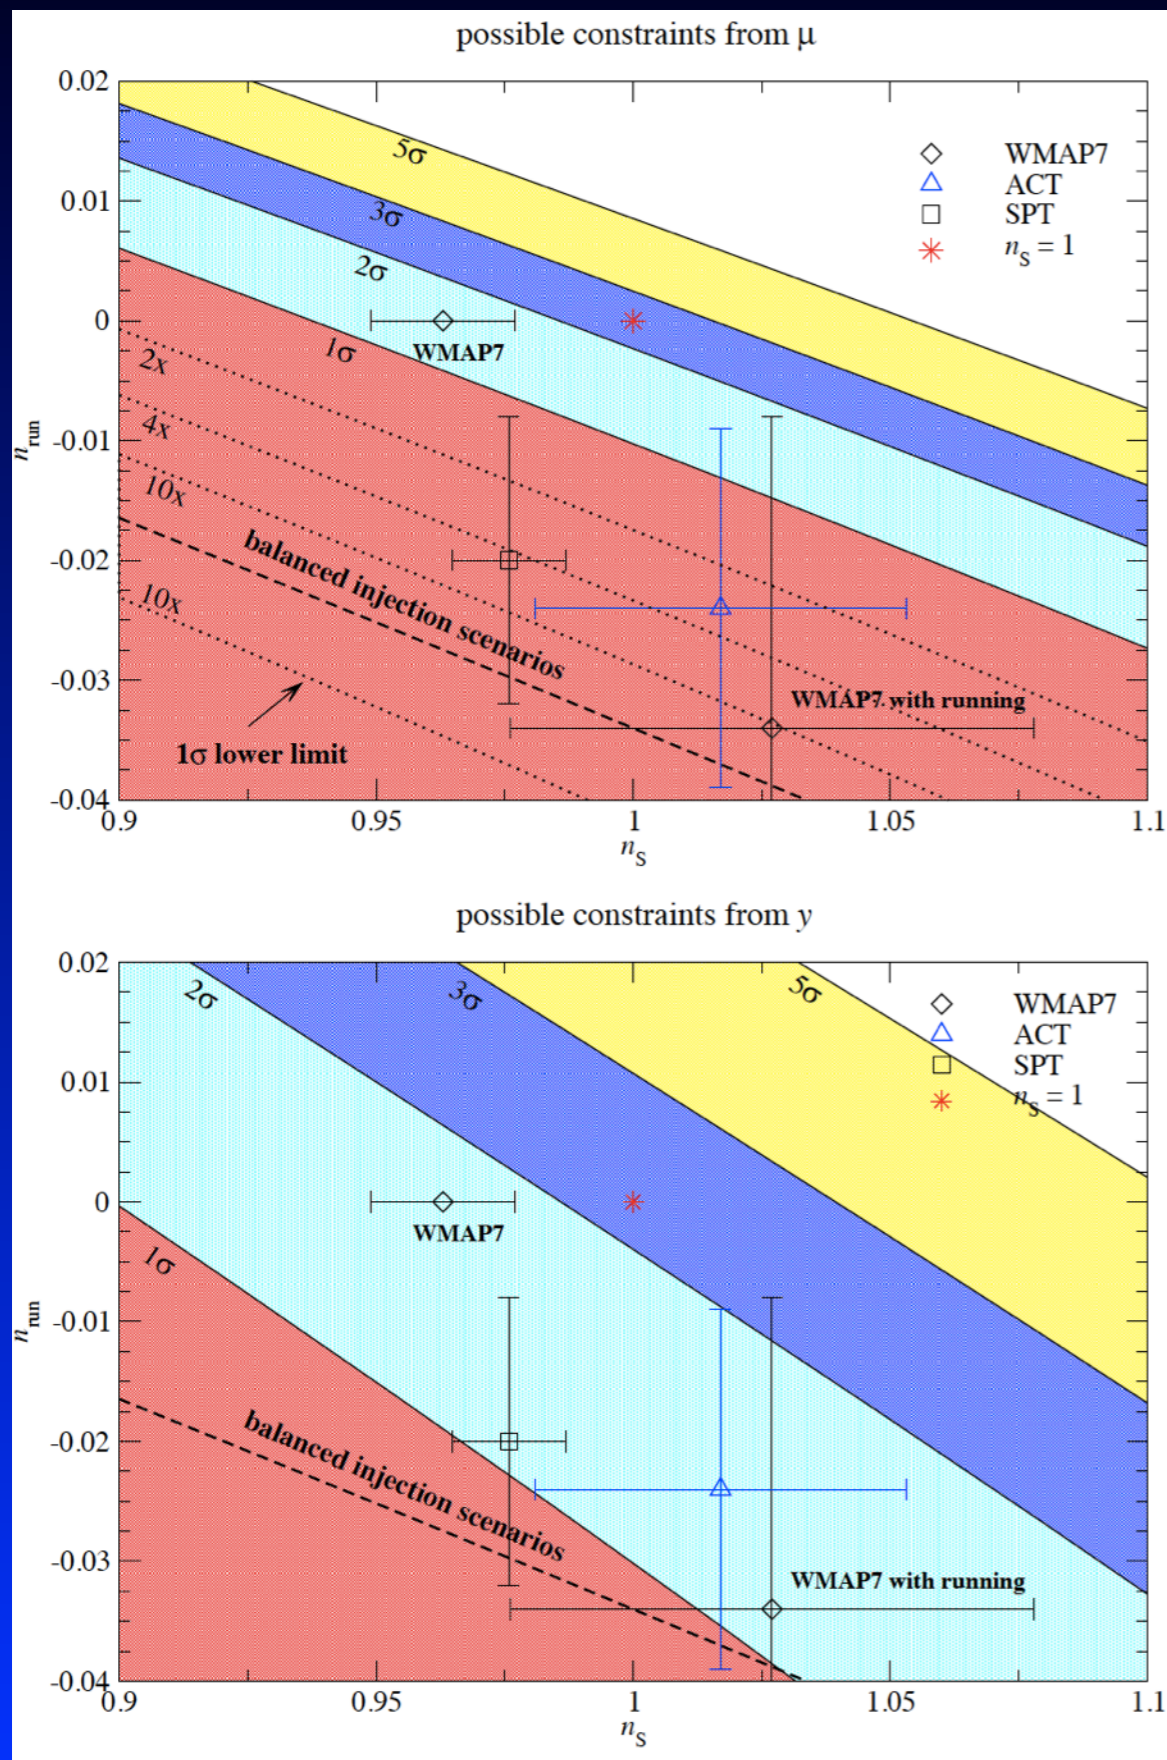 possible constraints from μ
0.02
0.01
0
-0.01
-0.02
-0.03
-0.04
n_run
5σ
3σ
2σ
1σ
WMAP7
ACT
SPT
n_S = 1
WMAP7
2x
4x
10x
balanced injection scenarios
10x
WMAP7 with running
1σ lower limit
0.9
0.95
1
1.05
1.1
n_S
possible constraints from y
0.02
0.01
0
-0.01
-0.02
-0.03
-0.04
n_run
2σ
3σ
5σ
WMAP7
ACT
SPT
n_S = 1
WMAP7
1σ
balanced injection scenarios
WMAP7 with running
0.9
0.95
1
1.05
1.1
n_S